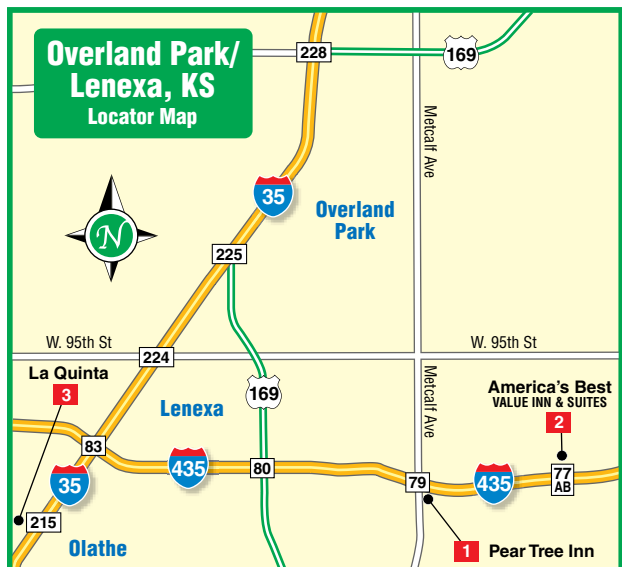 Overland Park/
Lenexa, KS
Locator Map
228
169
Metcalf Ave
35
Overland
Park
N
225
W. 95th St
W. 95th St
224
La Quinta
3
169
Metcalf Ave
America's Best
VALUE INN & SUITES
2
Lenexa
83
435
80
77
AB
35
79
435
215
Olathe
1 Pear Tree Inn